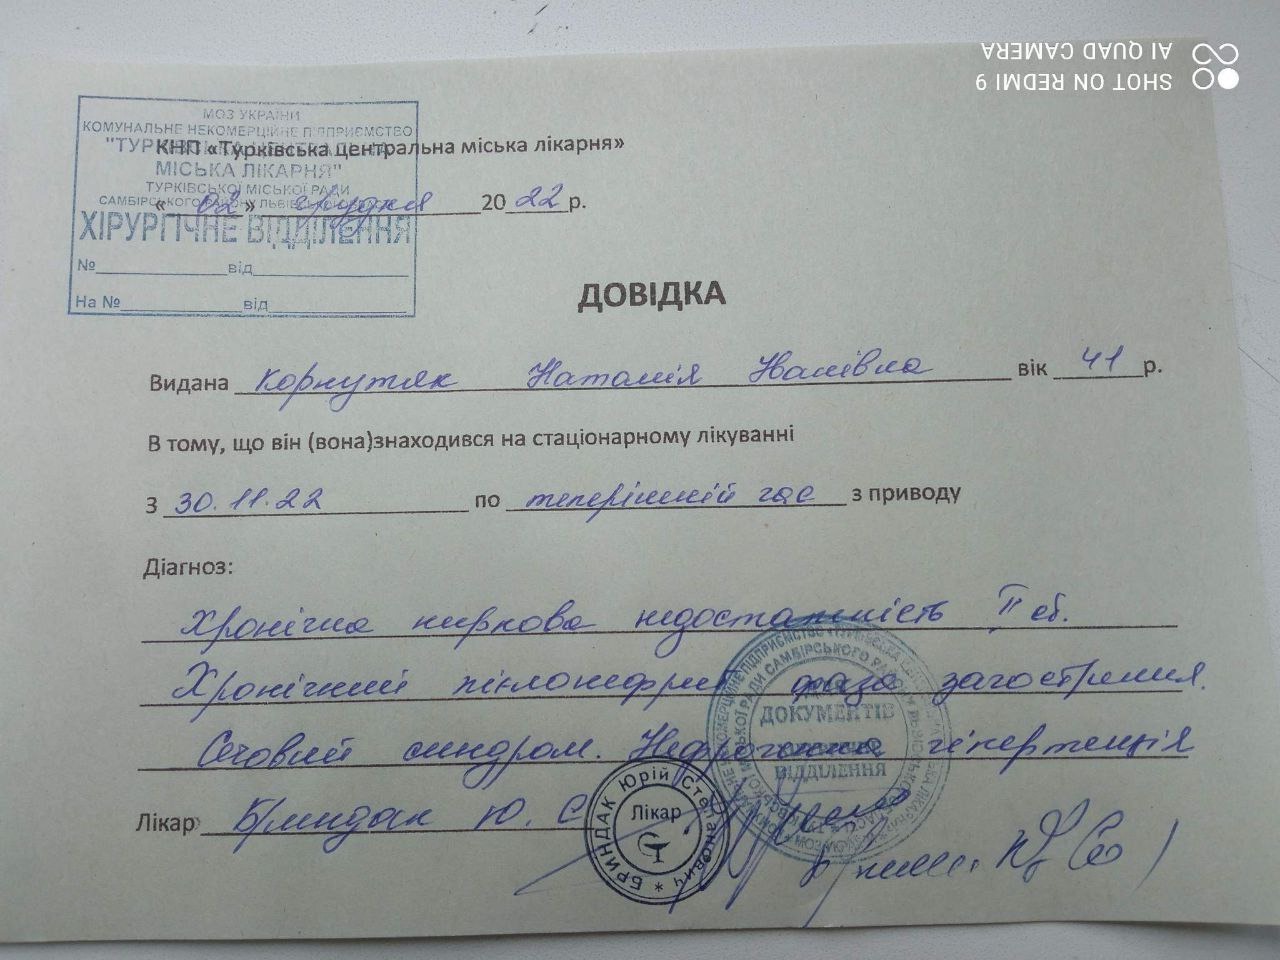 SHOT ON REDMI 9
AI QUAD CAMERA
МОЗ УКРАЇНИ
КОМУНАЛЬНЕ НЕКОМЕРЦІЙНЕ ПІДПРИЄМСТВО
"ТУРКІВСЬКА ЦЕНТРАЛЬНА
МІСЬКА ЛІКАРНЯ"
ТУРКІВСЬКОЇ МІСЬКОЇ РАДИ
САМБІРСЬКОГО РАЙОНУ ЛЬВІВСЬКОЇ
ХІРУРГІЧНЕ ВІДДІЛЕННЯ
№ від
На № від
КНП «Турківська центральна міська лікарня»
« 02 » грудня 2022 р.
ДОВІДКА
Видана Корнутяк Наталія Іванівна вік 41 р.
В тому, що він (вона)знаходився на стаціонарному лікуванні
З 30.11.22 по теперішній час з приводу
Діагноз:
Хронічна ниркова недостатність II ст.
Хронічний пієлонефрит фаза загострення.
Сечовий синдром. Нефрогенна гіпертензія
Лікар Бриндак Ю. С
БРИНДАК Юрій Степанович
Лікар
ДОКУМЕНТІВ
ВІДДІЛЕННЯ